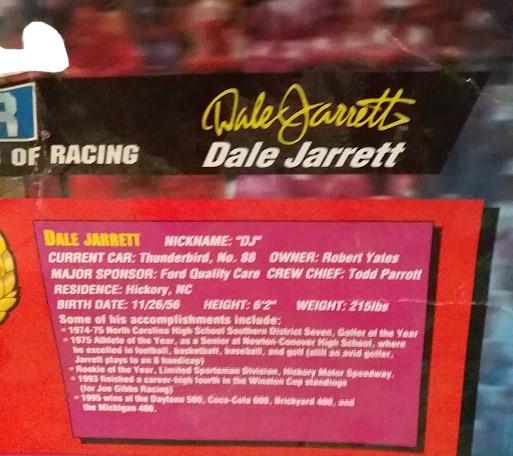 R
Dale Jarrett
OF RACING
Dale Jarrett
DALE JARRETT NICKNAME: "DJ"
CURRENT CAR: Thunderbird, No. 88 OWNER: Robert Yates
MAJOR SPONSOR: Ford Quality Care CREW CHIEF: Todd Parrott
RESIDENCE: Hickory, NC
BIRTH DATE: 11/26/56 HEIGHT: 6'2" WEIGHT: 215lbs
Some of his accomplishments include:
• 1974-75 North Carolina High School Southern District Seven, Golfer of the Year
• 1975 Athlete of the Year, as a Senior at Newton-Conover High School, where
he excelled in football, basketball, baseball, and golf (still an avid golfer,
Jarrett plays to an 8 handicap)
• Rookie of the Year, Limited Sportsman Division, Hickory Motor Speedway.
• 1993 finished a career-high fourth in the Winston Cup standings
(for Joe Gibbs Racing)
• 1996 wins at the Daytona 500, Coca-Cola 600, Brickyard 400, and
the Michigan 400.